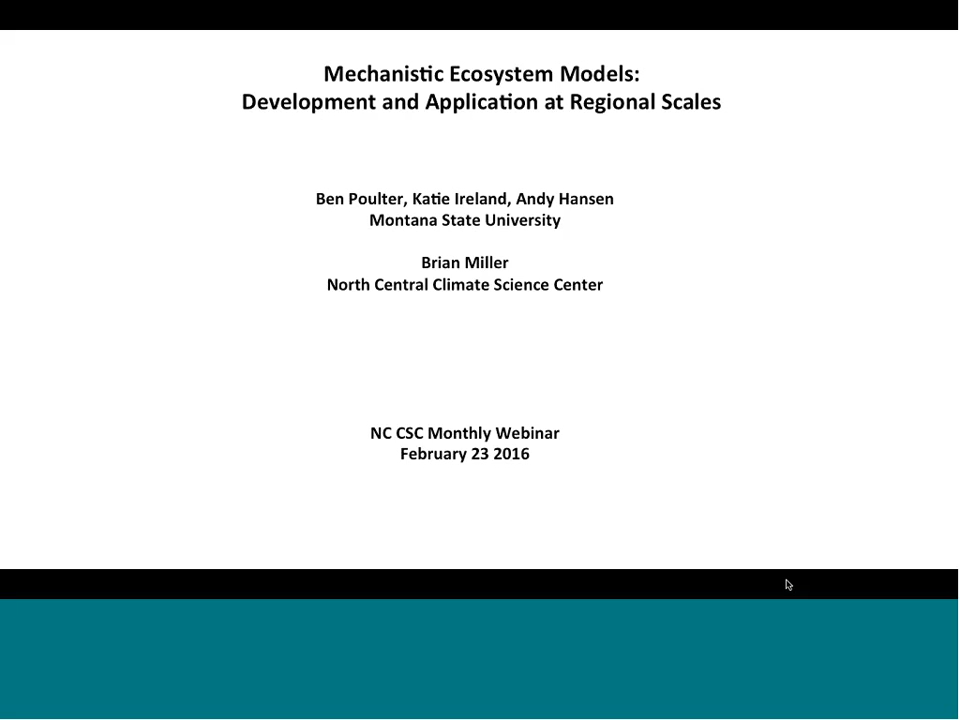 Mechanistic Ecosystem Models:
Development and Application at Regional Scales
Ben Poulter, Katie Ireland, Andy Hansen
Montana State University
Brian Miller
North Central Climate Science Center
NC CSC Monthly Webinar
February 23 2016